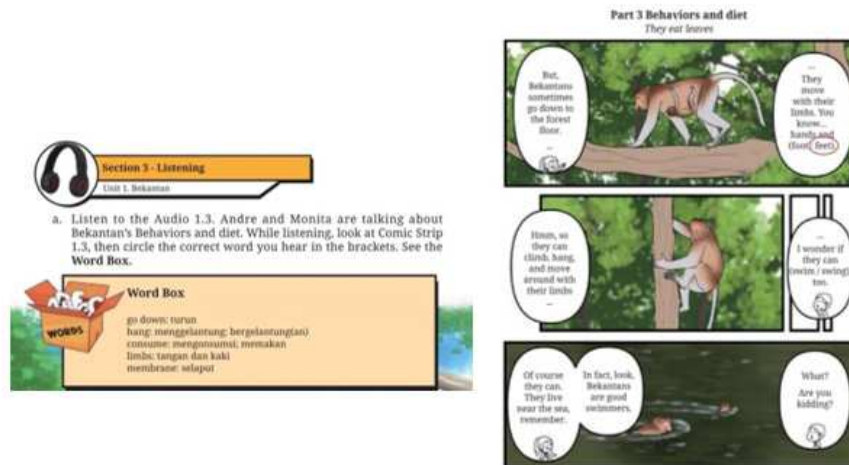 Section 3 - Listening
Unit 1. Bekantan
a. Listen to the Audio 1.3. Andre and Monita are talking about
Bekantan's Behaviors and diet. While listening, look at Comic Strip
1.3, then circle the correct word you hear in the brackets. See the
Word Box.
WORDS
Word Box
go down: turun
hang: menggelantung; bergelantung(an)
consume: mengonsumsi; memakan
limbs: tangan dan kaki
membrane: selaput
Part 3 Behaviors and diet
They eat leaves
But,
Bekantans
sometimes
go down to
the forest
floor.
...
...
They
move
with their
limbs. You
know...
hands and
(foot/ feet).
Hmm, so
they can
climb, hang,
and move
around with
their limbs
...
...
I wonder if
they can
(swim / swing)
too.
Of course
they can.
They live
near the sea,
remember.
In fact, look,
Bekantans
are good
swimmers.
What?
Are you
kidding?